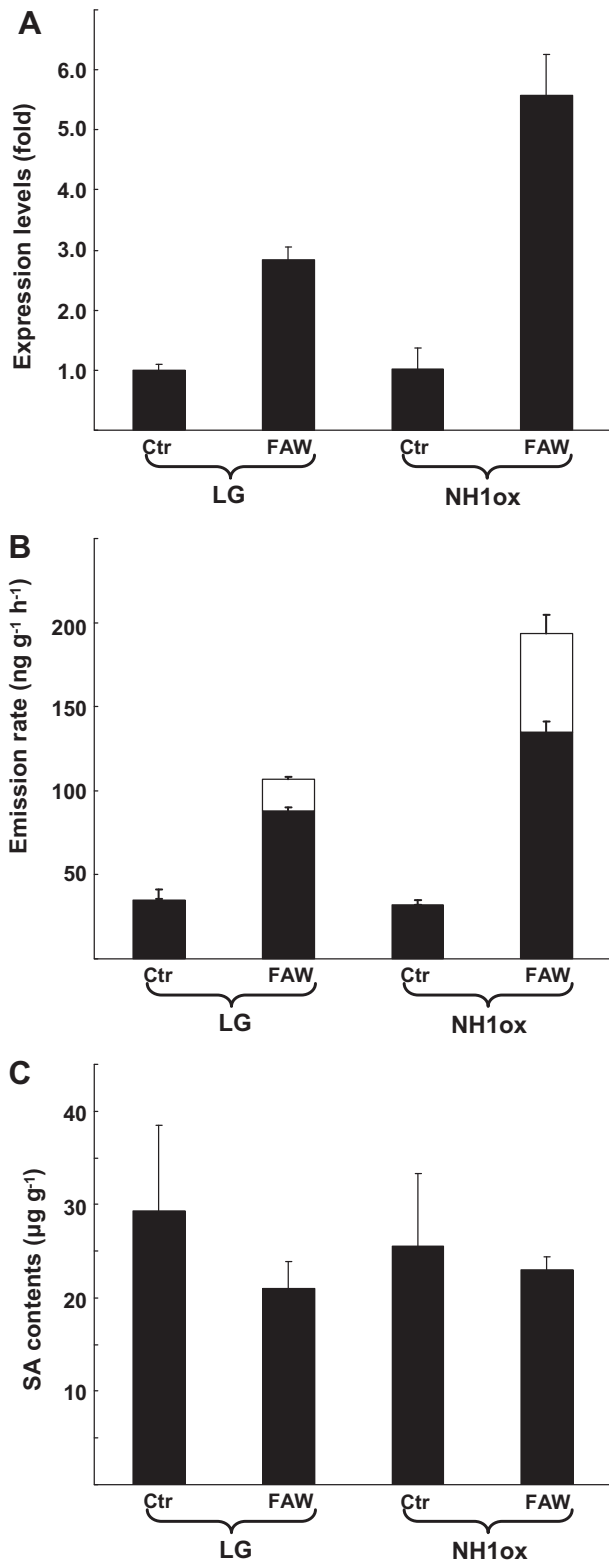 A
Expression levels (fold)
6.0
5.0
4.0
3.0
2.0
1.0
Ctr FAW Ctr FAW
LG NH1ox
B
Emission rate (ng g-1 h-1)
200
150
100
50
Ctr FAW Ctr FAW
LG NH1ox
C
SA contents (µg g-1)
40
30
20
10
Ctr FAW Ctr FAW
LG NH1ox